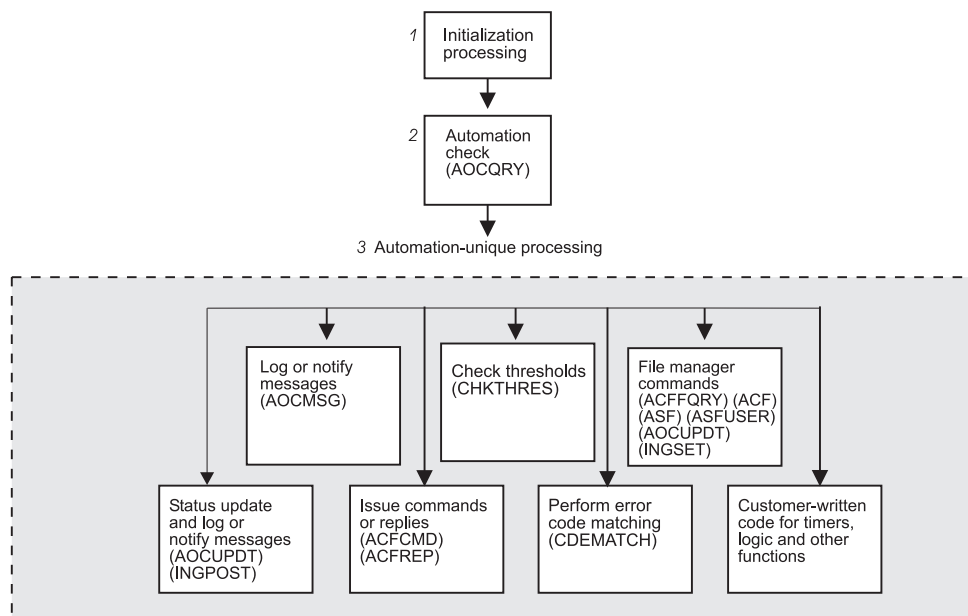 1 Initialization
processing
2 Automation
check
(AOCQRY)
3 Automation-unique processing
Log or notify
messages
(AOCMSG)
Check thresholds
(CHKTHRES)
File manager
commands
(ACFFQRY) (ACF)
(ASF) (ASFUSER)
(AOCUPDT)
(INGSET)
Status update
and log or
notify messages
(AOCUPDT)
(INGPOST)
Issue commands
or replies
(ACFCMD)
(ACFREP)
Perform error
code matching
(CDEMATCH)
Customer-written
code for timers,
logic and other
functions